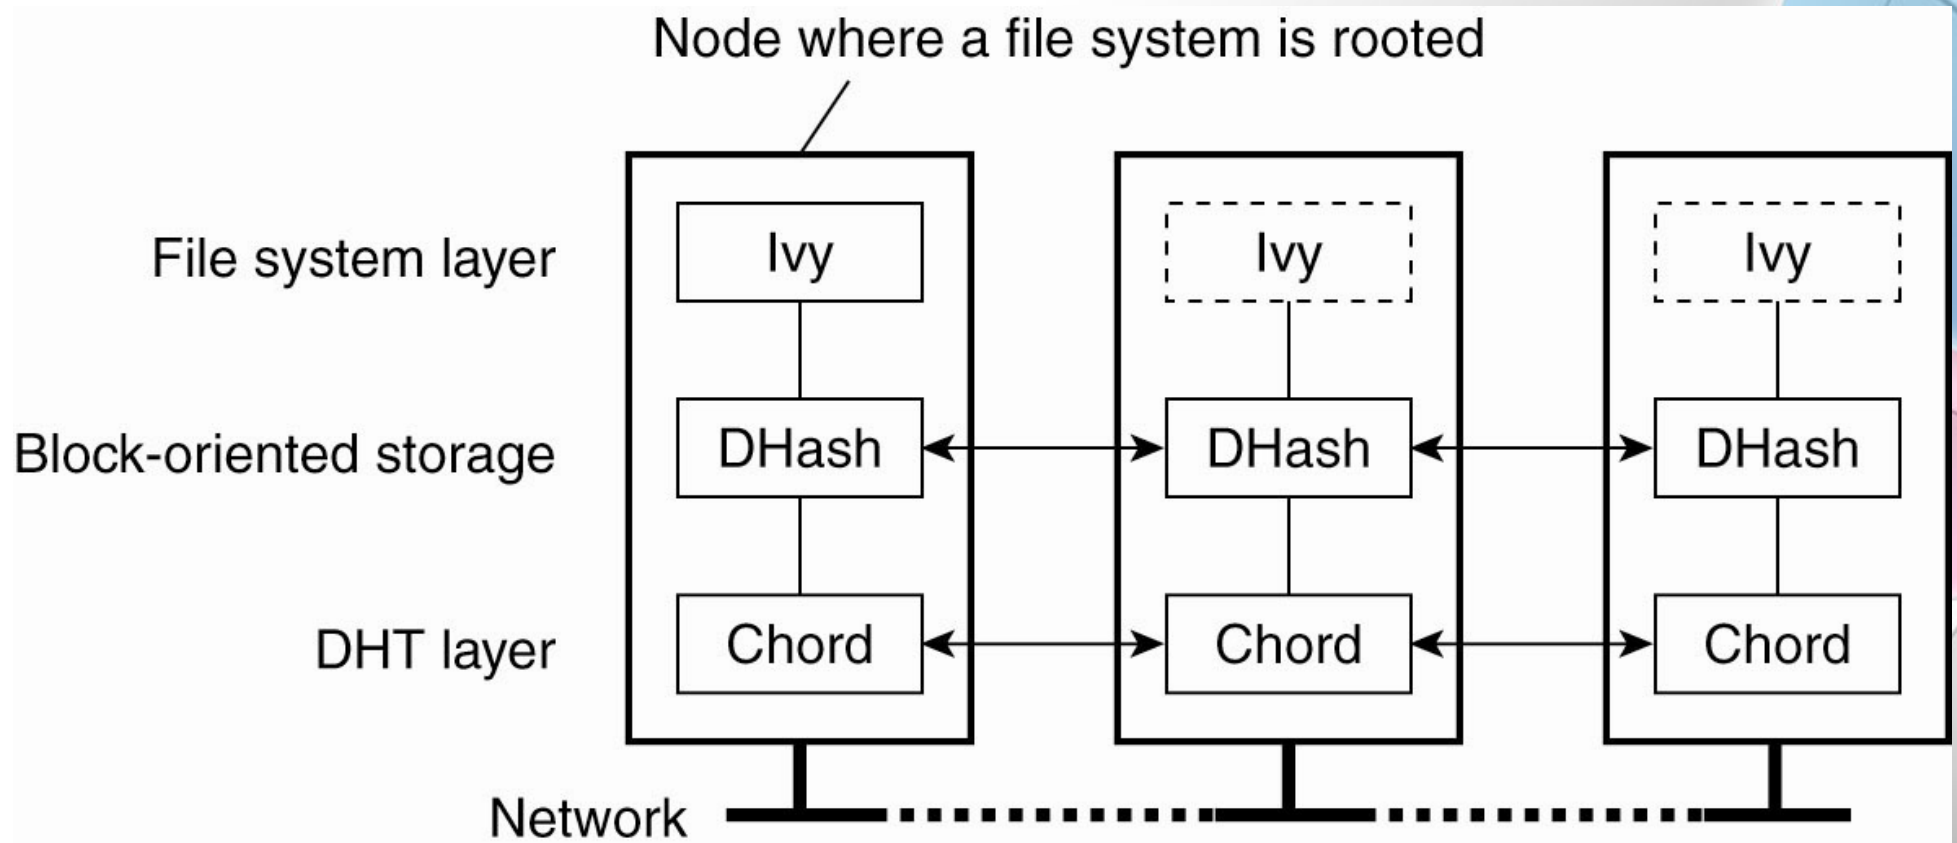 Node where a file system is rooted
File system layer
Ivy
Ivy
Ivy
Block-oriented storage
DHash
DHash
DHash
DHT layer
Chord
Chord
Chord
Network